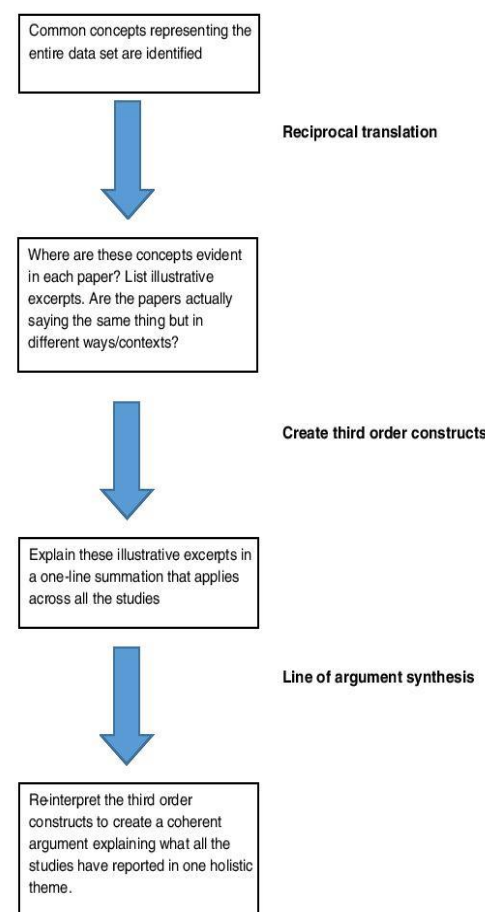 Common concepts representing the
entire data set are identified
Reciprocal translation
Where are these concepts evident
in each paper? List illustrative
excerpts. Are the papers actually
saying the same thing but in
different ways/contexts?
Create third order constructs
Explain these illustrative excerpts in
a one-line summation that applies
across all the studies
Line of argument synthesis
Re-interpret the third order
constructs to create a coherent
argument explaining what all the
studies have reported in one holistic
theme.